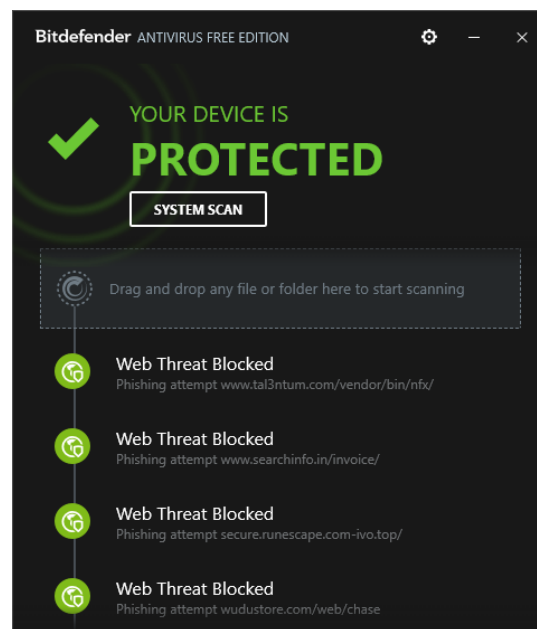 Bitdefender ANTIVIRUS FREE EDITION
YOUR DEVICE IS
PROTECTED
SYSTEM SCAN
Drag and drop any file or folder here to start scanning
Web Threat Blocked
Phishing attempt www.tal3ntum.com/vendor/bin/nfx/
Web Threat Blocked
Phishing attempt www.searchinfo.in/invoice/
Web Threat Blocked
Phishing attempt secure.runescape.com-ivo.top/
Web Threat Blocked
Phishing attempt wudustore.com/web/chase